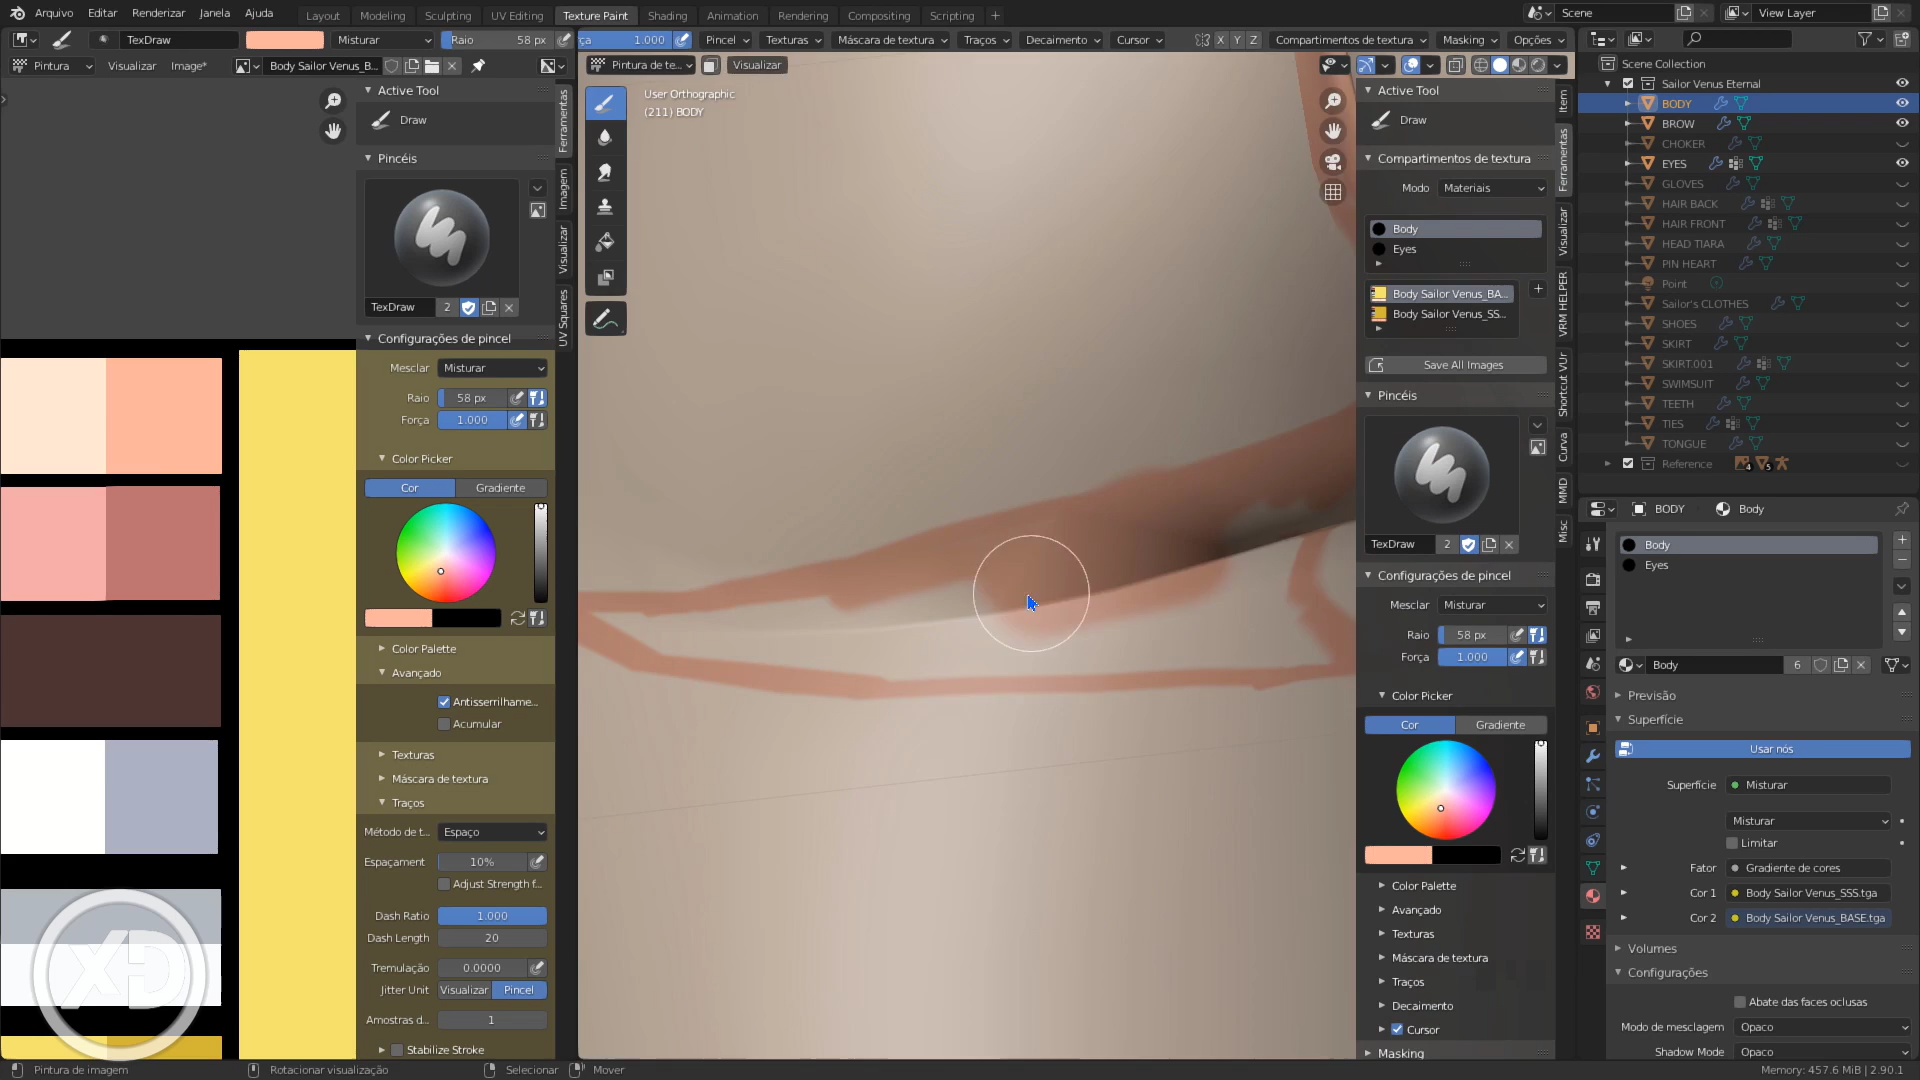 Arquivo Editar Renderizar Janela Ajuda Layout Modeling Sculpting UV Editing Texture Paint Shading Animation Rendering Compositing Scripting + Scene View Layer
TexDraw Misturar Raio 58 px ça 1.000 Pincel Texturas Máscara de textura Traços Decaimento Cursor X Y Z Compartimentos de textura Masking Opções
Pintura Visualizar Image* Body Sailor Venus_B... Pintura de te... Visualizar
Active Tool
Draw
Pincéis
TexDraw 2
Configurações de pincel
Mesclar Misturar
Raio 58 px
Força 1.000
Color Picker
Cor Gradiente
Color Palette
Avançado
Antisserrilhame...
Acumular
Texturas
Máscara de textura
Traços
Método de t... Espaço
Espaçament 10%
Adjust Strength f...
Dash Ratio 1.000
Dash Length 20
Tremulação 0.0000
Jitter Unit Visualizar Pincel
Amostras d... 1
Stabilize Stroke
Ferramentas
Imagem
Visualizar
UV Squares
XD
User Orthographic
(211) BODY
Active Tool
Draw
Compartimentos de textura
Modo Materiais
Body
Eyes
Body Sailor Venus_BA...
Body Sailor Venus_SS...
Save All Images
Pincéis
TexDraw 2
Configurações de pincel
Mesclar Misturar
Raio 58 px
Força 1.000
Color Picker
Cor Gradiente
Color Palette
Avançado
Texturas
Máscara de textura
Traços
Decaimento
Cursor
Masking
Item
Ferramentas
Visualizar
VRM HELPER
Shortcut VUr
Curva
MMD
Misc
Scene Collection
Sailor Venus Eternal
BODY
BROW
CHOKER
EYES
GLOVES
HAIR BACK
HAIR FRONT
HEAD TIARA
PIN HEART
Point
Sailor's CLOTHES
SHOES
SKIRT
SKIRT.001
SWIMSUIT
TEETH
TIES
TONGUE
Reference 4 5
BODY Body
Body
Eyes
Body 6
Previsão
Superfície
Usar nós
Superfície Misturar
Misturar
Limitar
Fator Gradiente de cores
Cor 1 Body Sailor Venus_SSS.tga
Cor 2 Body Sailor Venus_BASE.tga
Volumes
Configurações
Abate das faces oclusas
Modo de mesclagem Opaco
Shadow Mode Opaco
Pintura de imagem Rotacionar visualização Selecionar Mover Memory: 457.6 MiB | 2.90.1